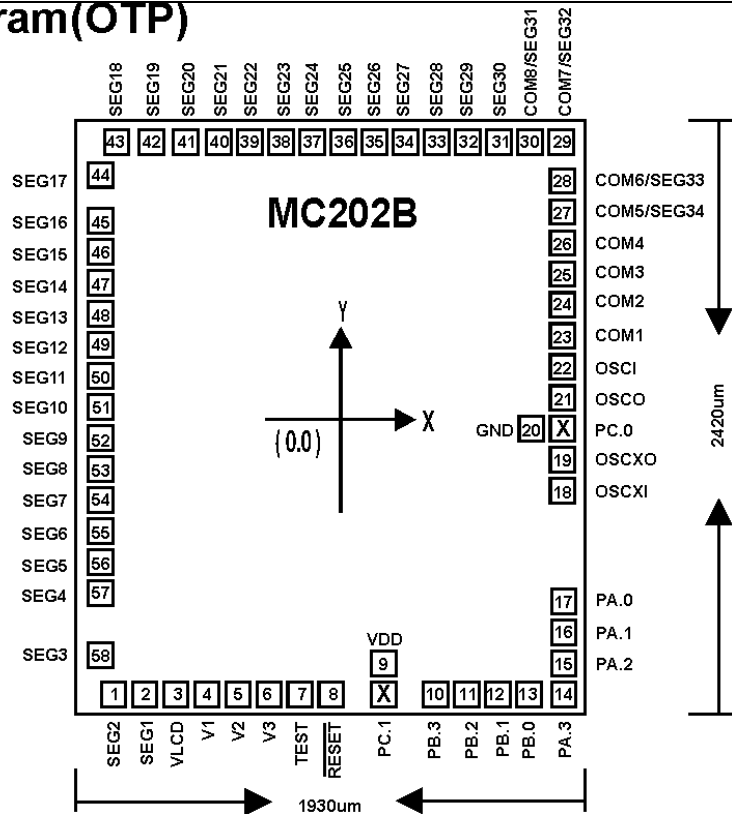 ram(OTP)
SEG18
SEG19
SEG20
SEG21
SEG22
SEG23
SEG24
SEG25
SEG26
SEG27
SEG28
SEG29
SEG30
COM8/SEG31
COM7/SEG32
43 42 41 40 39 38 37 36 35 34 33 32 31 30 29
SEG17 44
28 COM6/SEG33
MC202B
SEG16 45
27 COM5/SEG34
SEG15 46
26 COM4
SEG14 47
25 COM3
SEG13 48
24 COM2
Y
SEG12 49
23 COM1
SEG11 50
22 OSCI
SEG10 51
21 OSCO
X
SEG9 52
(0.0)
GND 20 X PC.0
2420um
SEG8 53
19 OSCXO
SEG7 54
18 OSCXI
SEG6 55
SEG5 56
SEG4 57
17 PA.0
16 PA.1
SEG3 58
VDD
9
15 PA.2
1 2 3 4 5 6 7 8 X 10 11 12 13 14
SEG2
SEG1
VLCD
V1
V2
V3
TEST
RESET
PC.1
PB.3
PB.2
PB.1
PB.0
PA.3
1930um